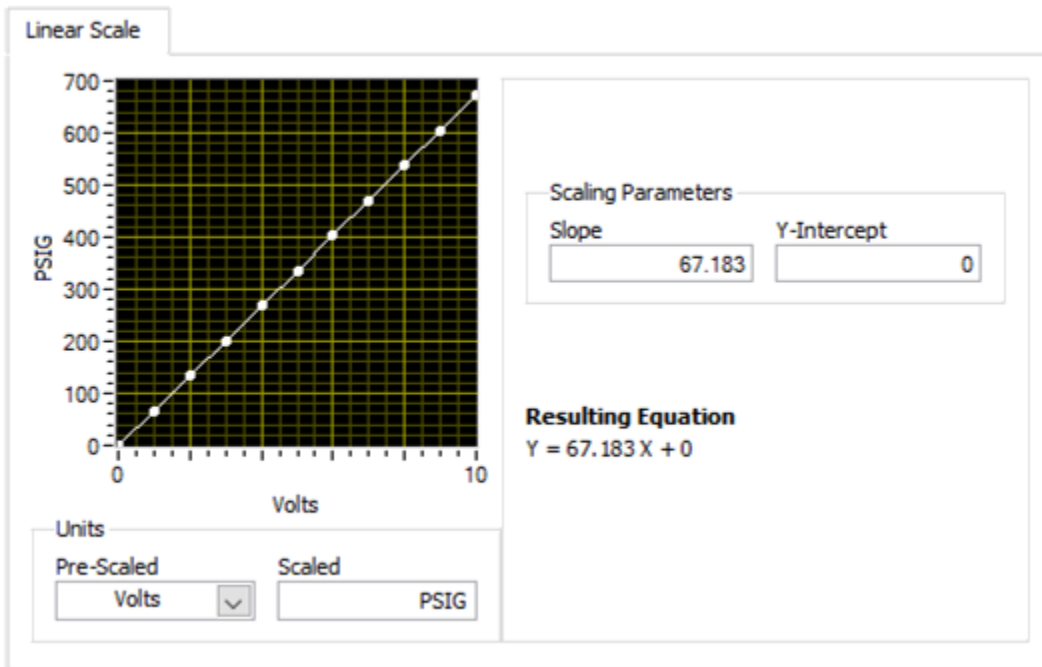 Linear Scale
700
600
500
400
300
200
100
0
PSIG
0 10
Volts
Scaling Parameters
Slope Y-Intercept
67.183 0
Resulting Equation
Y = 67.183 X + 0
Units
Pre-Scaled Scaled
Volts PSIG